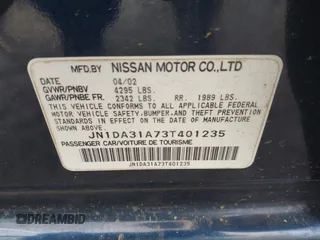 MFD.BY NISSAN MOTOR CO.,LTD
04/02
GVWR/PNBV 4295 LBS.
GAWR/PNBE FR. 2342 LBS. RR. 1989 LBS.
THIS VEHICLE CONFORMS TO ALL APPLICABLE FEDERAL
MOTOR VEHICLE SAFETY, BUMPER, AND THEFT PREVENTION
STANDARDS IN EFFECT ON THE DATE OF MANUFACTURE
SHOWN ABOVE.
JN1DA31A73T401235
PASSENGER CAR/VOITURE DE TOURISME
JN1DA31A73T401235
DREAMBID